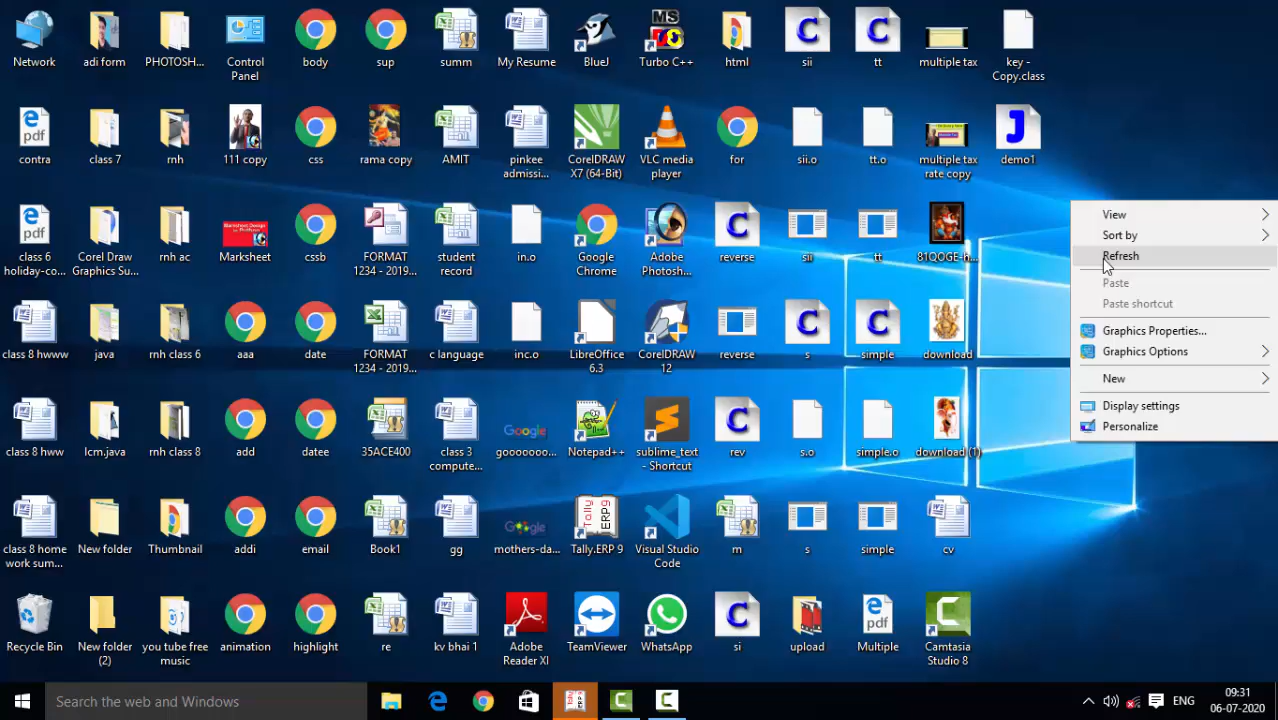 Network
adi form
PHOTOSH...
Control
Panel
body
sup
summ
My Resume
BlueJ
MS
Turbo C++
html
sii
tt
multiple tax
key -
Copy.class
pdf
contra
class 7
rnh
111 copy
css
rama copy
AMIT
pinkee
admissi...
CorelDRAW
X7 (64-Bit)
VLC media
player
for
sii.o
tt.o
multiple tax
rate copy
demo1
pdf
class 6
holiday-co...
Corel Draw
Graphics Su...
rnh ac
Marksheet
cssb
FORMAT
1234 - 2019...
student
record
in.o
Google
Chrome
Adobe
Photosh...
reverse
sii
tt
81QOGE-h...
class 8 hwww
java
rnh class 6
aaa
date
FORMAT
1234 - 2019...
c language
inc.o
LibreOffice
6.3
CorelDRAW
12
reverse
s
simple
download
class 8 hww
lcm.java
rnh class 8
add
datee
35ACE400
class 3
compute...
Google
gooooooo...
Notepad++
sublime_text
- Shortcut
rev
s.o
simple.o
download (1)
class 8 home
work sum...
New folder
Thumbnail
addi
email
Book1
gg
Google
mothers-da...
Tally
ERP9
Tally.ERP 9
Visual Studio
Code
m
s
simple
cv
Recycle Bin
New folder
(2)
you tube free
music
animation
highlight
re
kv bhai 1
Adobe
Reader XI
TeamViewer
WhatsApp
si
upload
pdf
Multiple
Camtasia
Studio 8
View
Sort by
Refresh
Paste
Paste shortcut
Graphics Properties...
Graphics Options
New
Display settings
Personalize
Search the web and Windows
ENG
09:31
06-07-2020